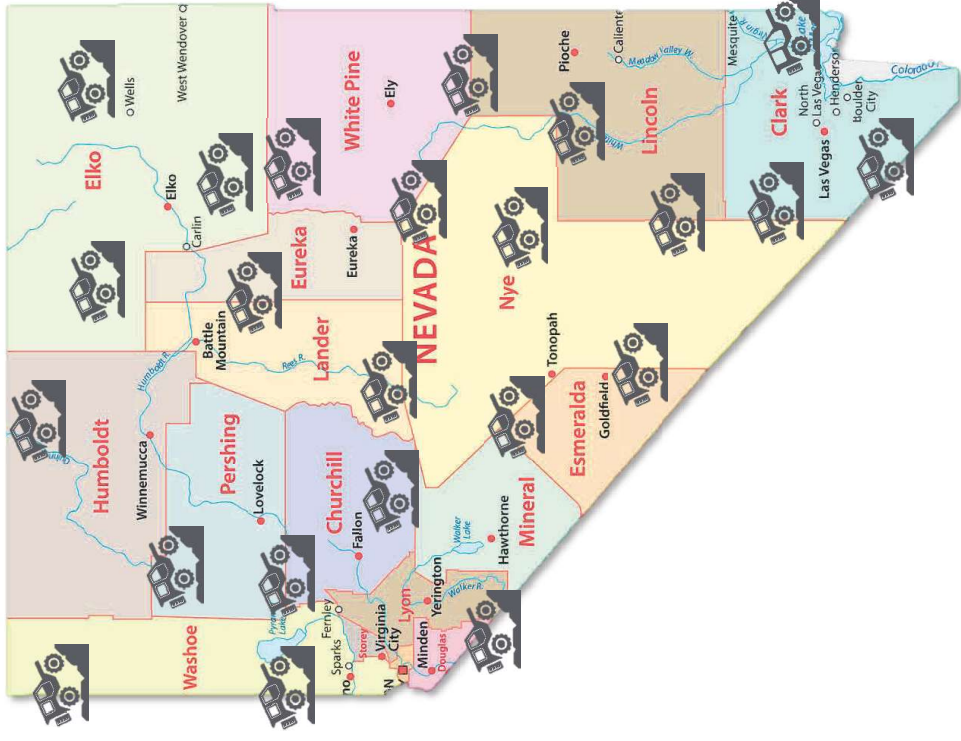 Washoe
Humboldt
Elko
West Wendover
Wells
Elko
Carlin
Winnemucca
Humboldt R.
Pershing
Lovelock
Battle
Mountain
Lander
Reese R.
Eureka
Eureka
White Pine
Ely
Churchill
Fallon
Fernley
Sparks
Storey
Virginia
City
Lyon
Yerington
Minden
Douglas
Walker R.
Walker
Lake
Hawthorne
Mineral
NEVADA
Nye
Tonopah
Esmeralda
Goldfield
Lincoln
Pioche
Caliente
Meadow Valley W.
Mesquite
Virgin R.
Lake
Clark
North
Las Vegas
Henderson
Boulder
City
Las Vegas